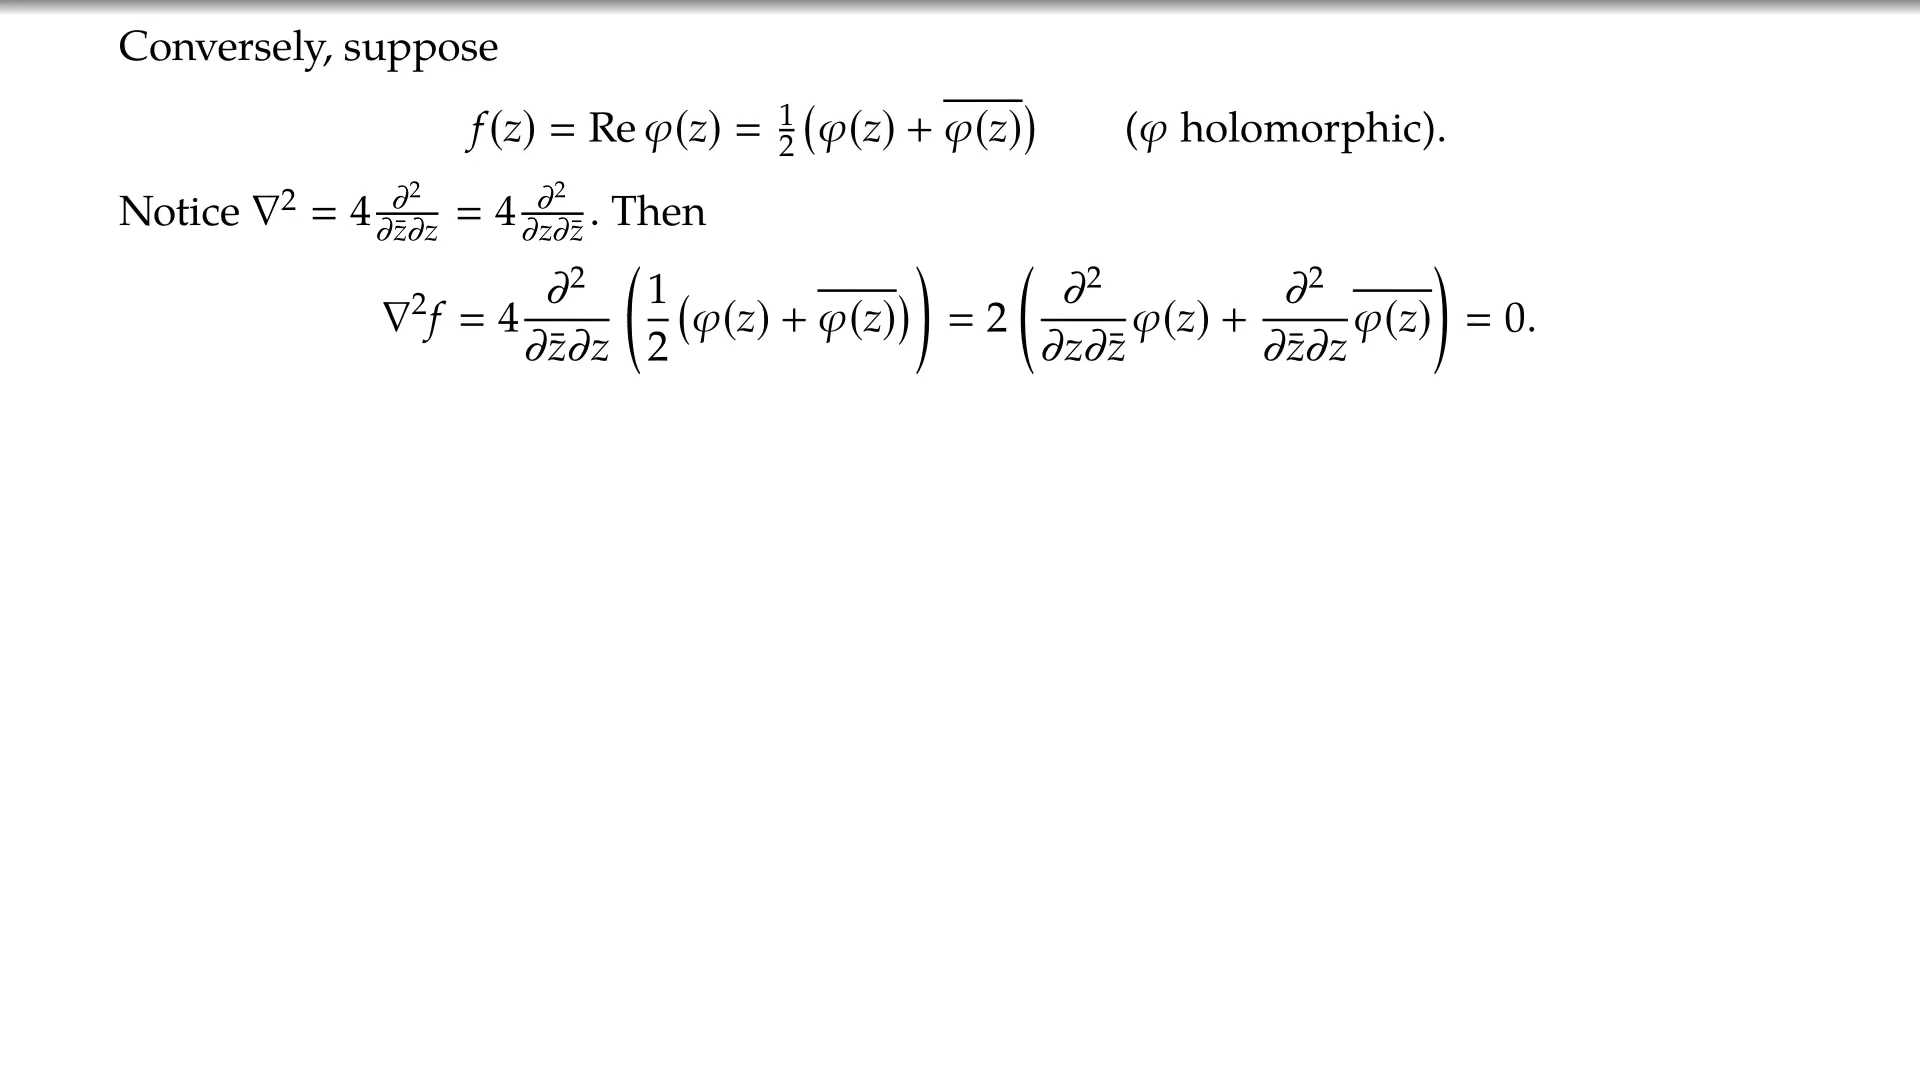 Conversely, suppose
f(z) = Re φ(z) = ½(φ(z) + \overline{φ(z)})  (φ holomorphic).
Notice ∇² = 4 ∂²/∂z̄∂z = 4 ∂²/∂z∂z̄. Then
∇²f = 4 ∂²/∂z̄∂z (1/2 (φ(z) + \overline{φ(z)})) = 2 (∂²/∂z∂z̄ φ(z) + ∂²/∂z̄∂z \overline{φ(z)}) = 0.